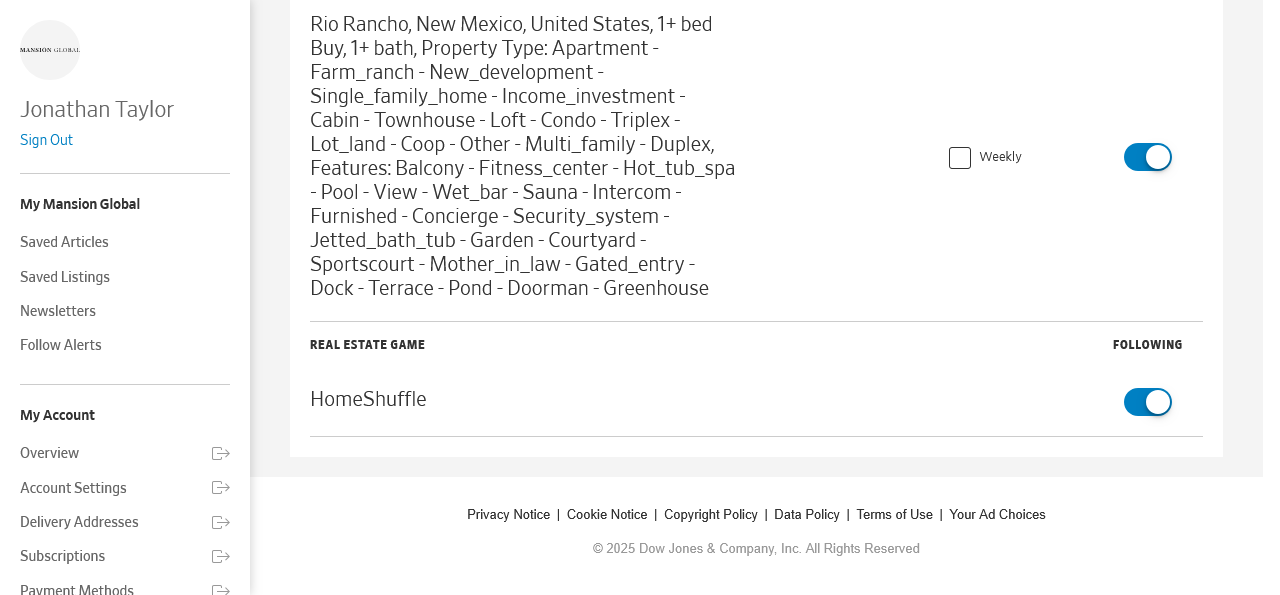 MANSION GLOBAL
Jonathan Taylor
Sign Out
My Mansion Global
Saved Articles
Saved Listings
Newsletters
Follow Alerts
My Account
Overview
Account Settings
Delivery Addresses
Subscriptions
Payment Methods
Rio Rancho, New Mexico, United States, 1+ bed
Buy, 1+ bath, Property Type: Apartment -
Farm_ranch - New_development -
Single_family_home - Income_investment -
Cabin - Townhouse - Loft - Condo - Triplex -
Lot_land - Coop - Other - Multi_family - Duplex,
Features: Balcony - Fitness_center - Hot_tub_spa
- Pool - View - Wet_bar - Sauna - Intercom -
Furnished - Concierge - Security_system -
Jetted_bath_tub - Garden - Courtyard -
Sportscourt - Mother_in_law - Gated_entry -
Dock - Terrace - Pond - Doorman - Greenhouse
Weekly
REAL ESTATE GAME FOLLOWING
HomeShuffle
Privacy Notice | Cookie Notice | Copyright Policy | Data Policy | Terms of Use | Your Ad Choices
© 2025 Dow Jones & Company, Inc. All Rights Reserved